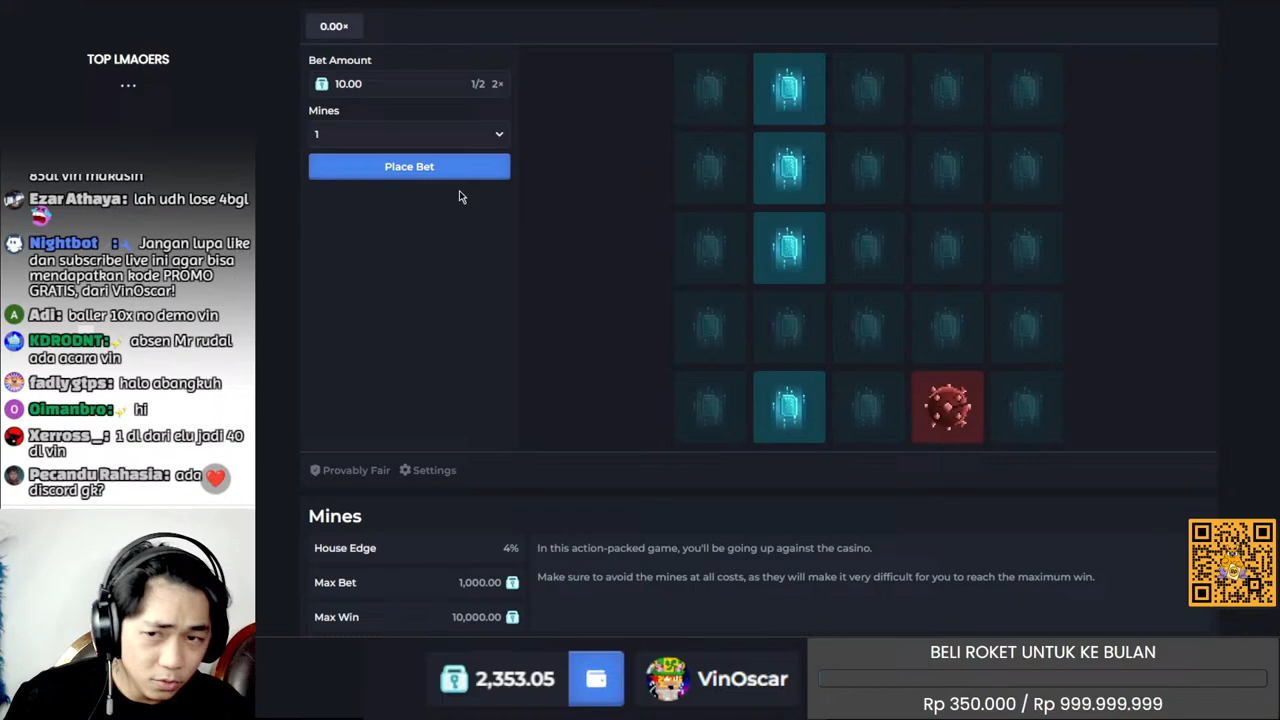 TOP LMAOERS
...
85dl vin makasih
Ezar Athaya: lah udh lose 4bgl
Nightbot : Jangan lupa like
dan subscribe live ini agar bisa
mendapatkan kode PROMO
GRATIS, dari VinOscar!
Adi: baller 10x no demo vin
KDRODNT: absen Mr rudal
ada acara vin
fadly gtps: halo abangkuh
Oimanbro: hi
Xerross_: 1 dl dari elu jadi 40
dl vin
Pecandu Rahasia: ada
discord gk?
0.00×
Bet Amount
10.00 1/2 2×
Mines
1
Place Bet
Provably Fair Settings
Mines
House Edge 4%
Max Bet 1,000.00
Max Win 10,000.00
In this action-packed game, you'll be going up against the casino.
Make sure to avoid the mines at all costs, as they will make it very difficult for you to reach the maximum win.
2,353.05
VinOscar
BELI ROKET UNTUK KE BULAN
Rp 350.000 / Rp 999.999.999